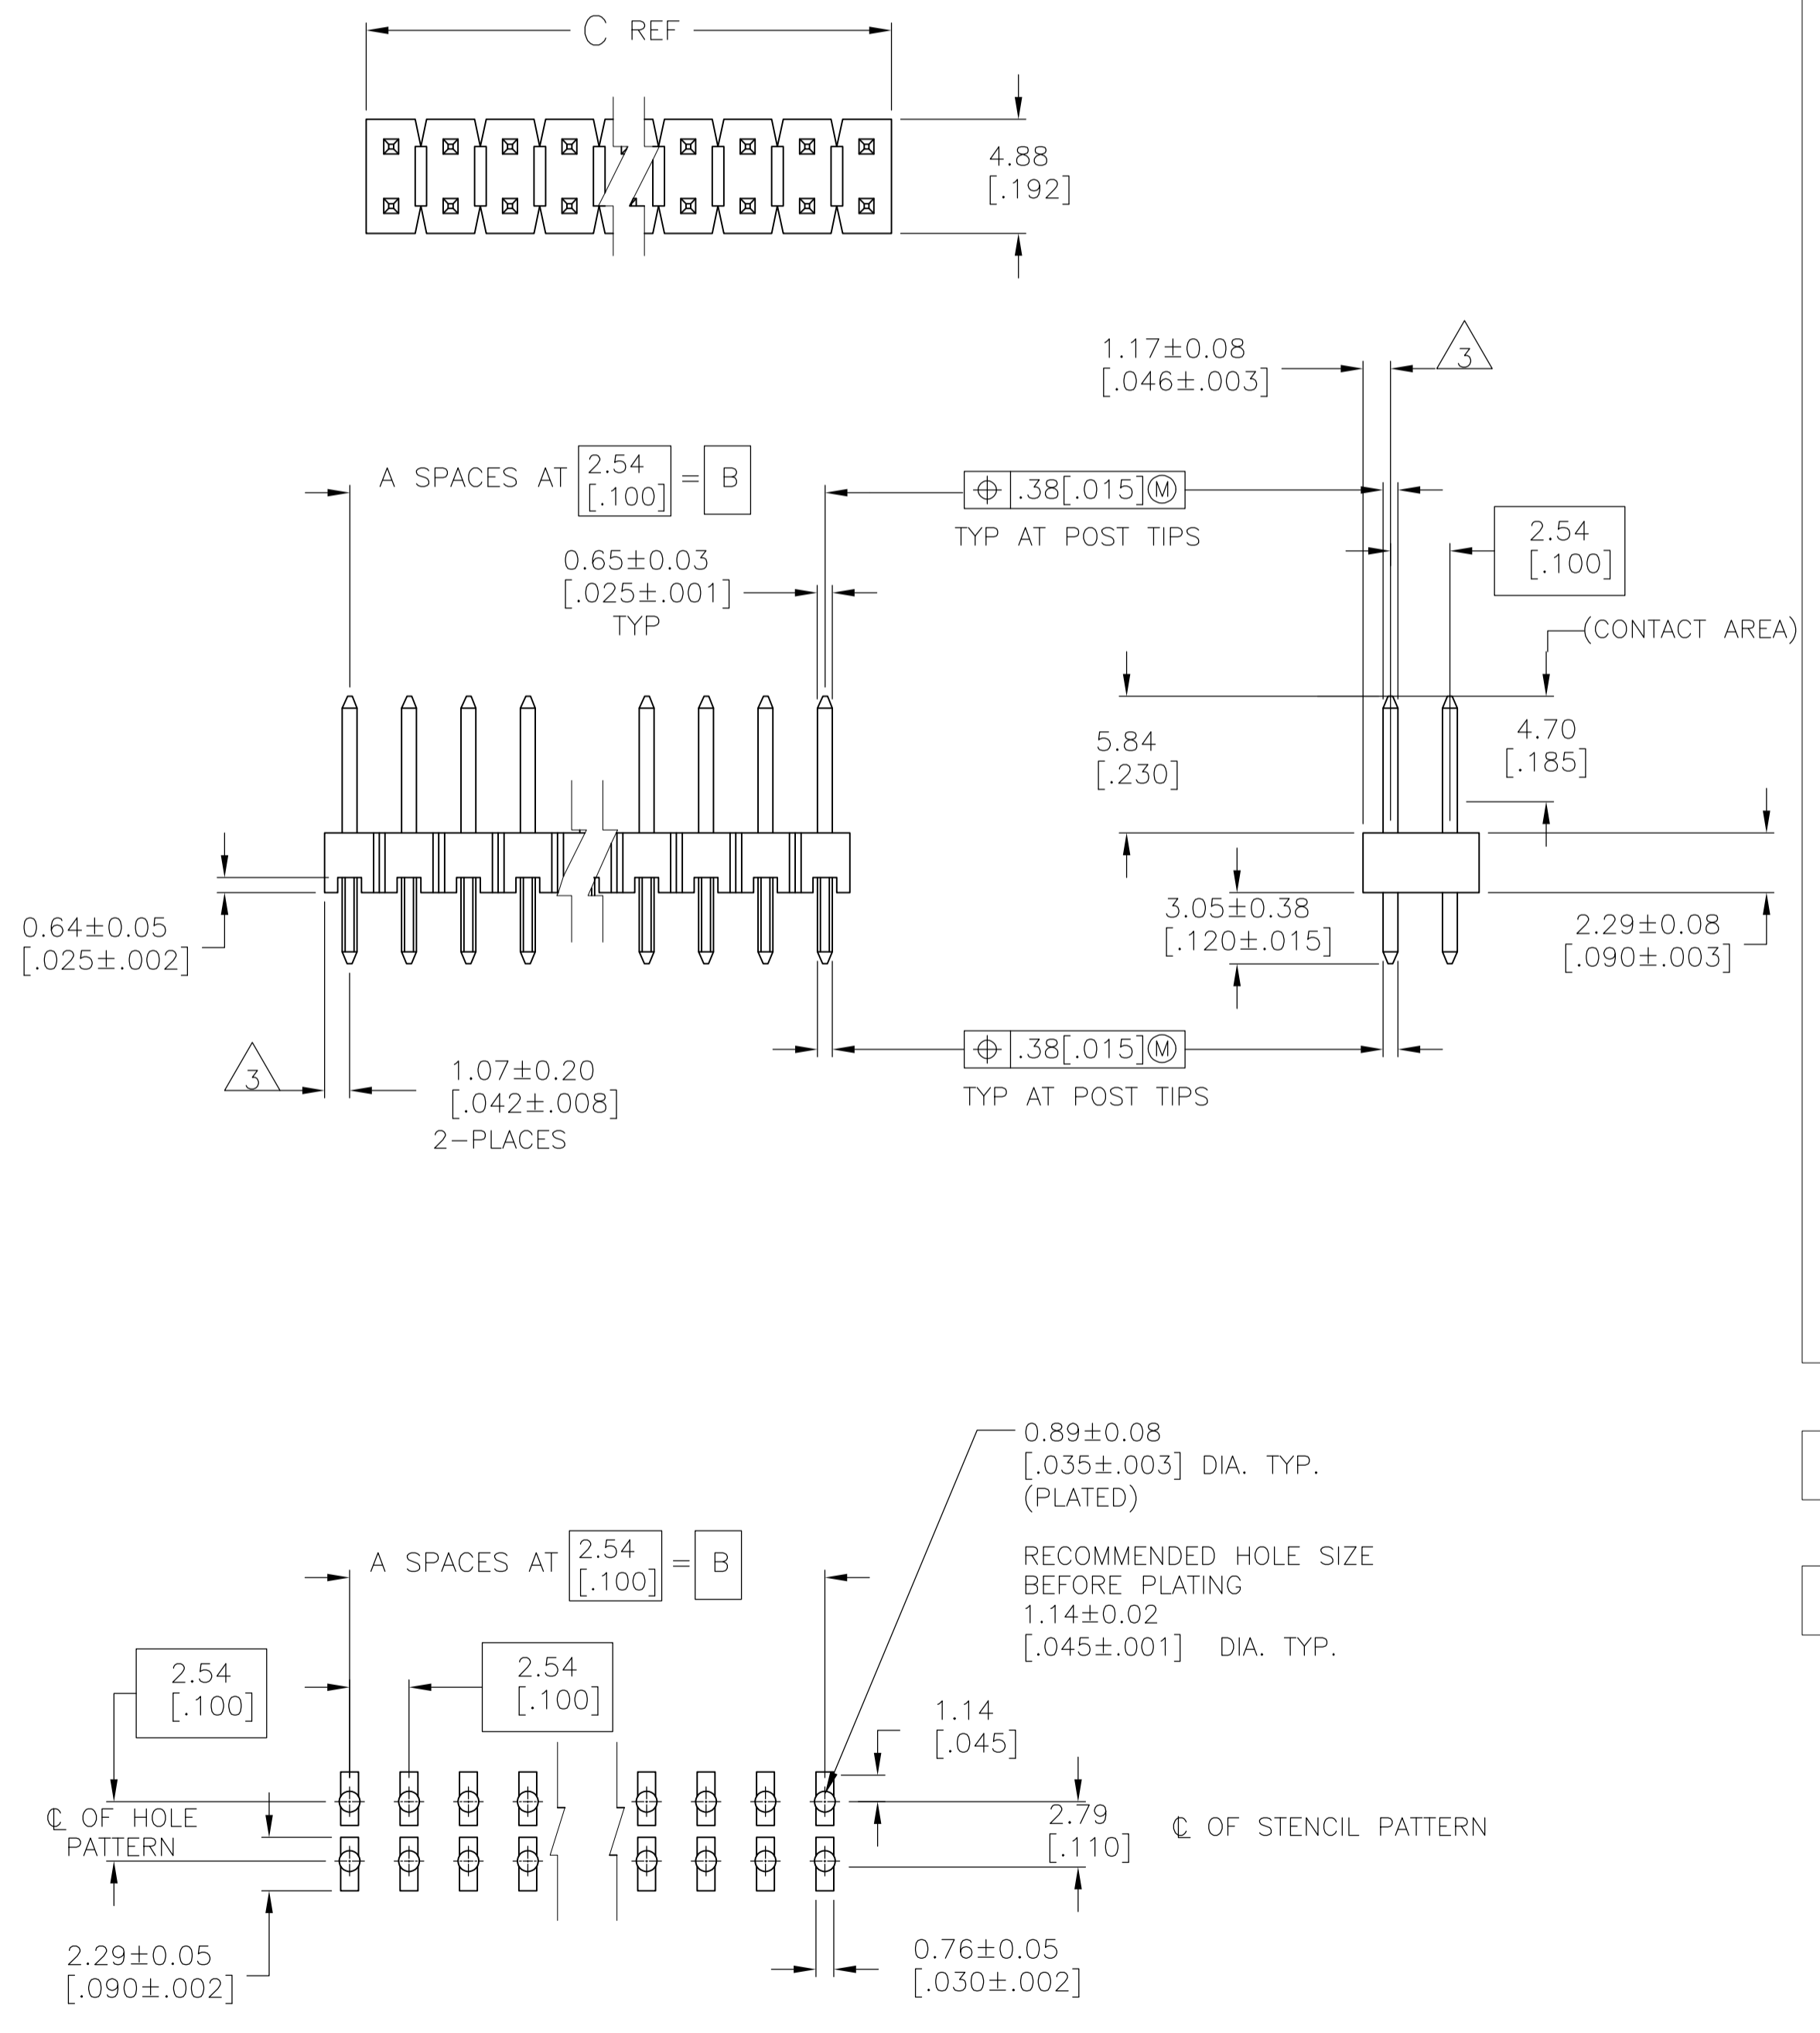 C REF
4.88
[.192]
1.17±0.08
[.046±.003]
3
A SPACES AT 2.54 [.100] = B
.38[.015]Ⓜ
TYP AT POST TIPS
2.54
[.100]
0.65±0.03
[.025±.001]
TYP
(CONTACT AREA)
5.84
[.230]
4.70
[.185]
0.64±0.05
[.025±.002]
3.05±0.38
[.120±.015]
2.29±0.08
[.090±.003]
3
1.07±0.20
[.042±.008]
2-PLACES
.38[.015]Ⓜ
TYP AT POST TIPS
0.89±0.08
[.035±.003] DIA. TYP.
(PLATED)
RECOMMENDED HOLE SIZE
BEFORE PLATING
1.14±0.02
[.045±.001] DIA. TYP.
A SPACES AT 2.54 [.100] = B
2.54
[.100]
2.54
[.100]
1.14
[.045]
℄ OF HOLE
PATTERN
2.79
[.110]
℄ OF STENCIL PATTERN
2.29±0.05
[.090±.002]
0.76±0.05
[.030±.002]